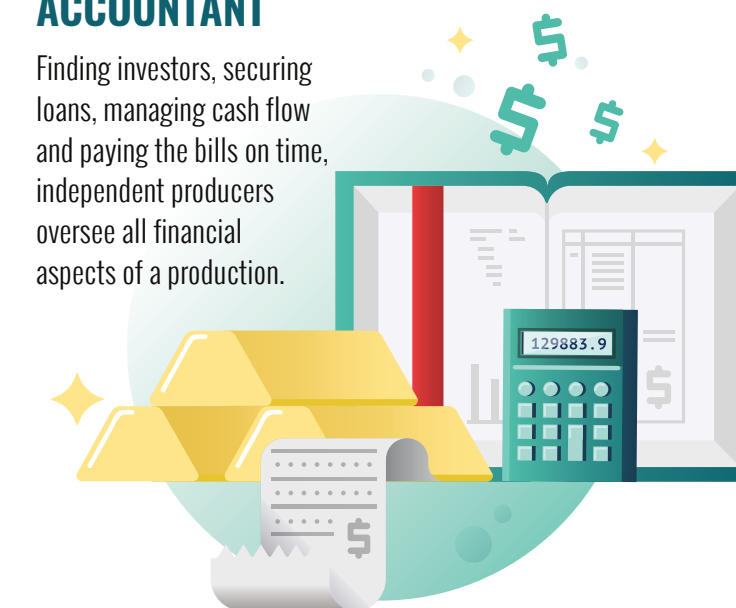 ACCOUNTANT
Finding investors, securing
loans, managing cash flow
and paying the bills on time,
independent producers
oversee all financial
aspects of a production.
$
$
$
129883.9
$
$